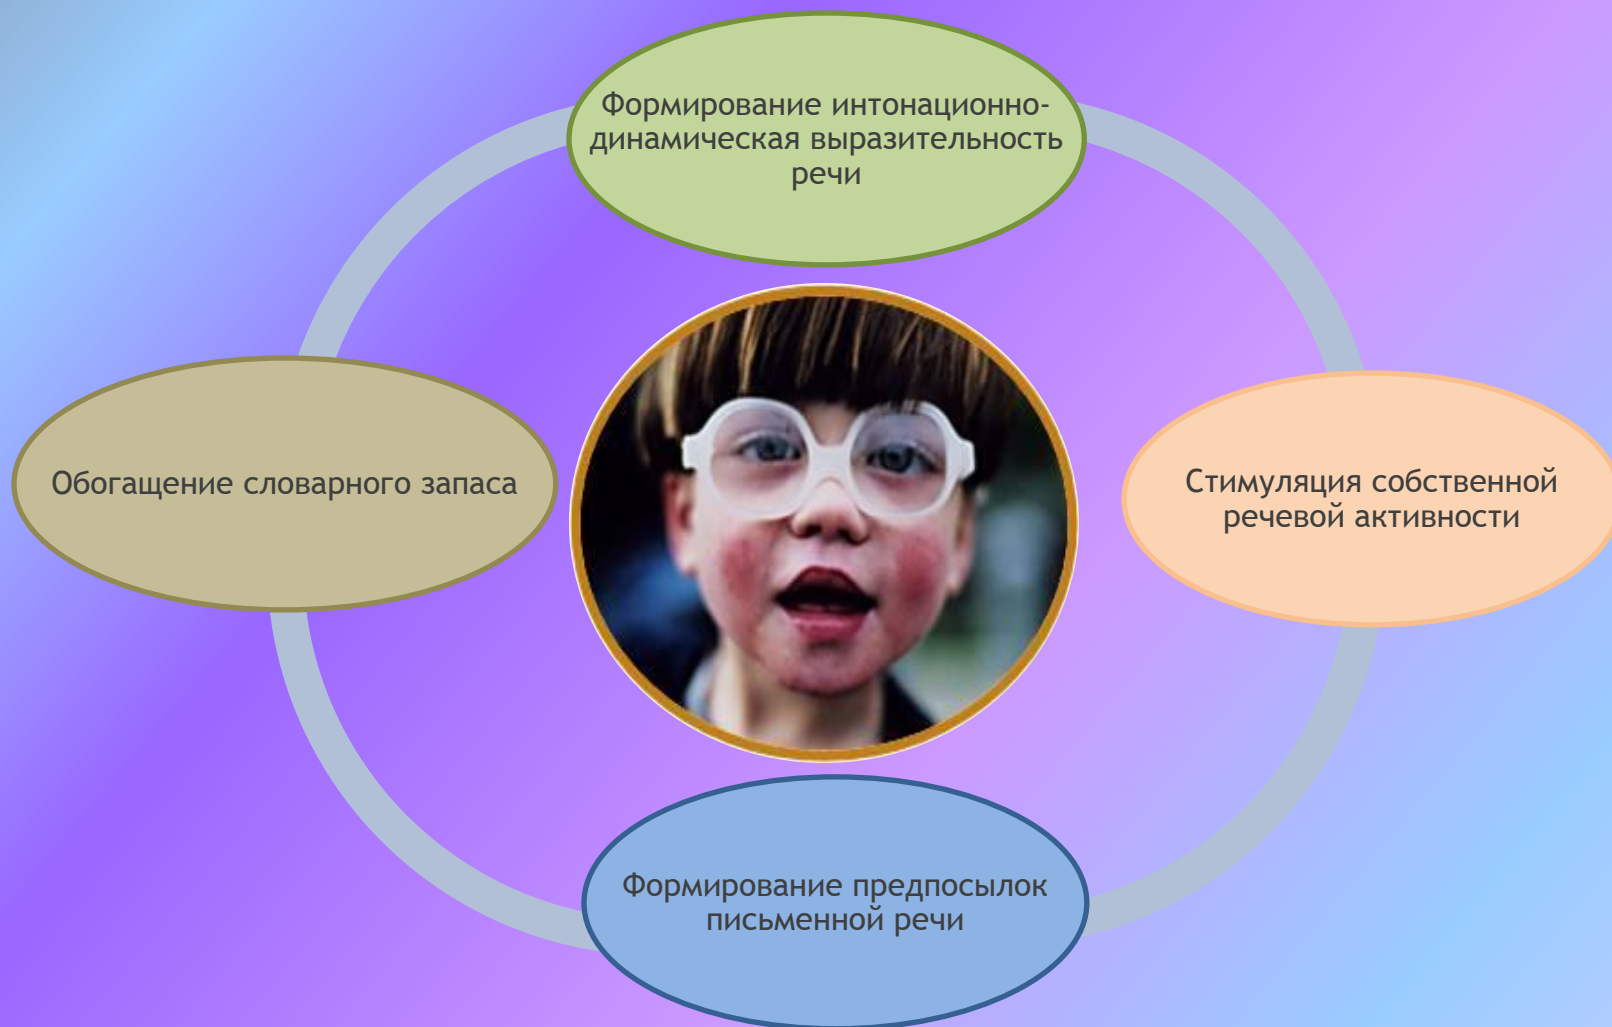 Формирование интонационно-
динамическая выразительность
речи
Обогащение словарного запаса
Стимуляция собственной
речевой активности
Формирование предпосылок
письменной речи